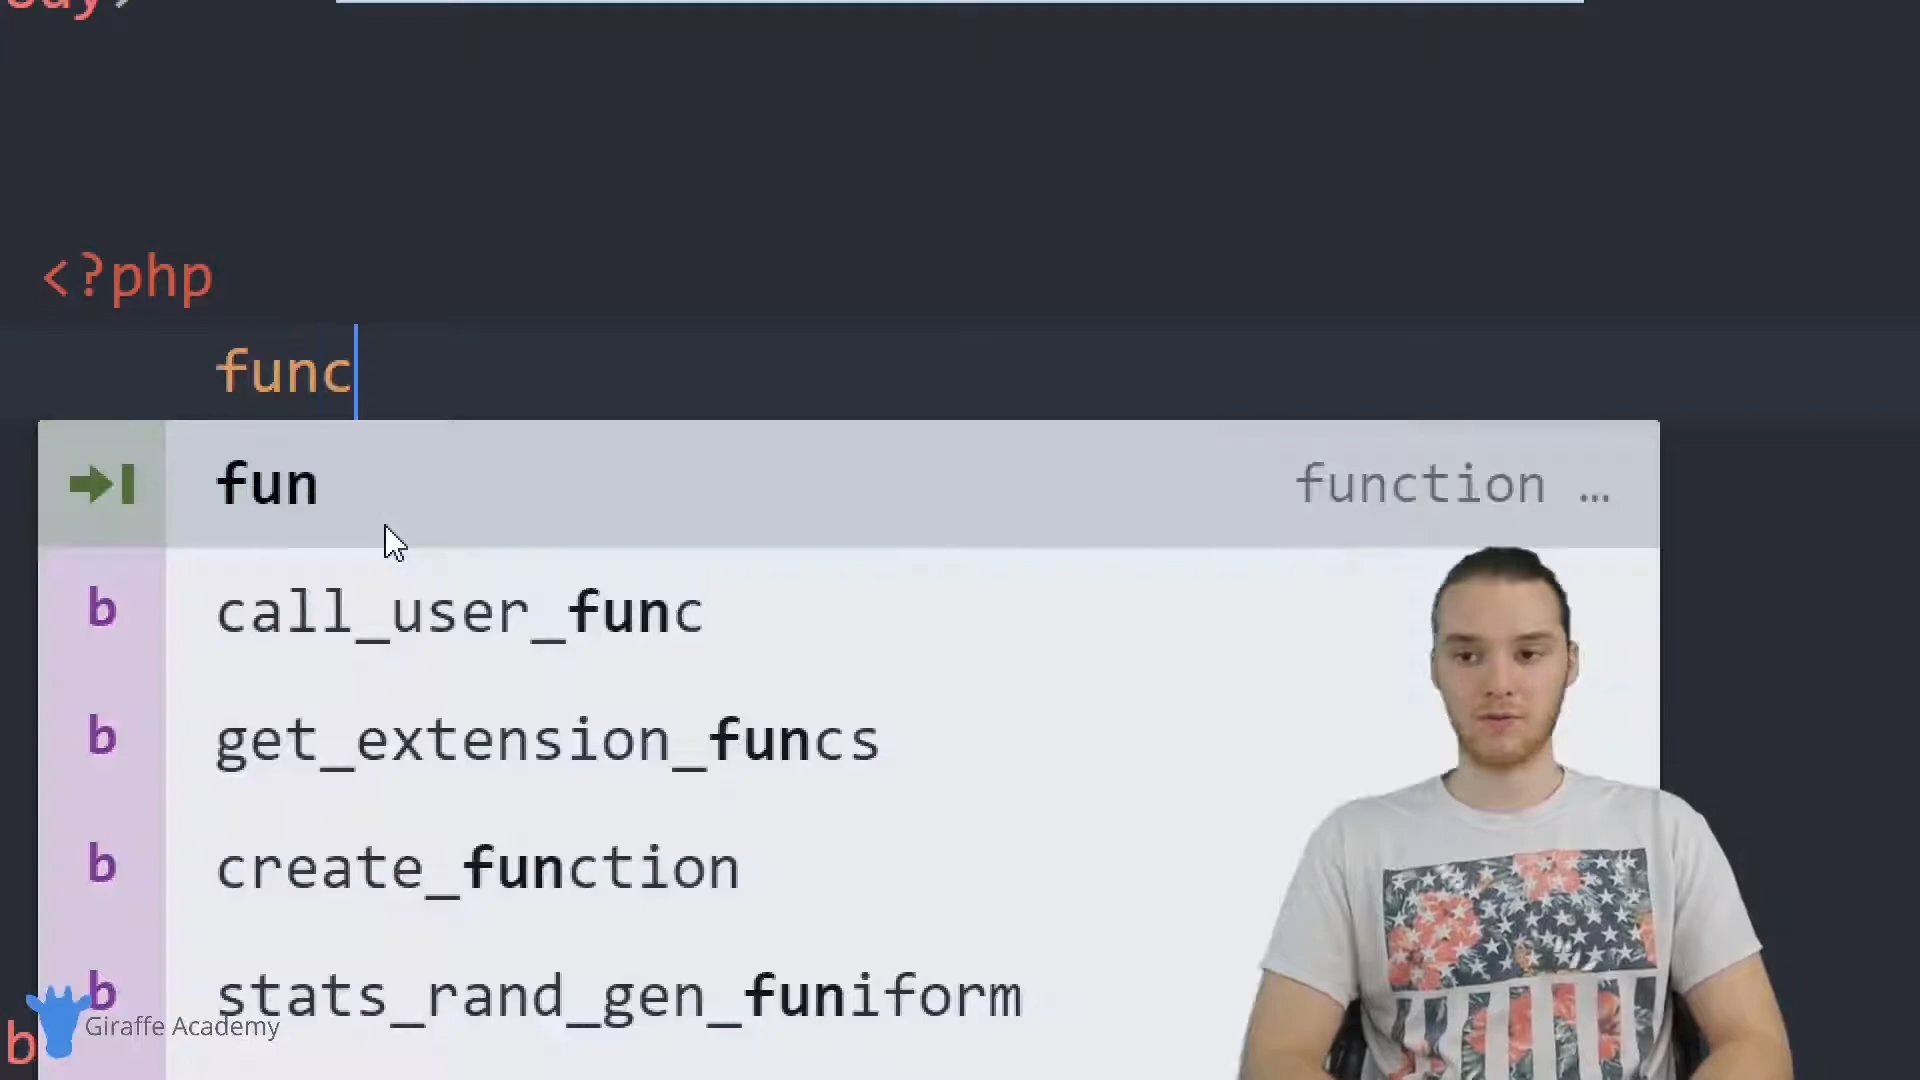 <?php
func
fun function …
b call_user_func
b get_extension_funcs
b create_function
b stats_rand_gen_funiform
Giraffe Academy
b